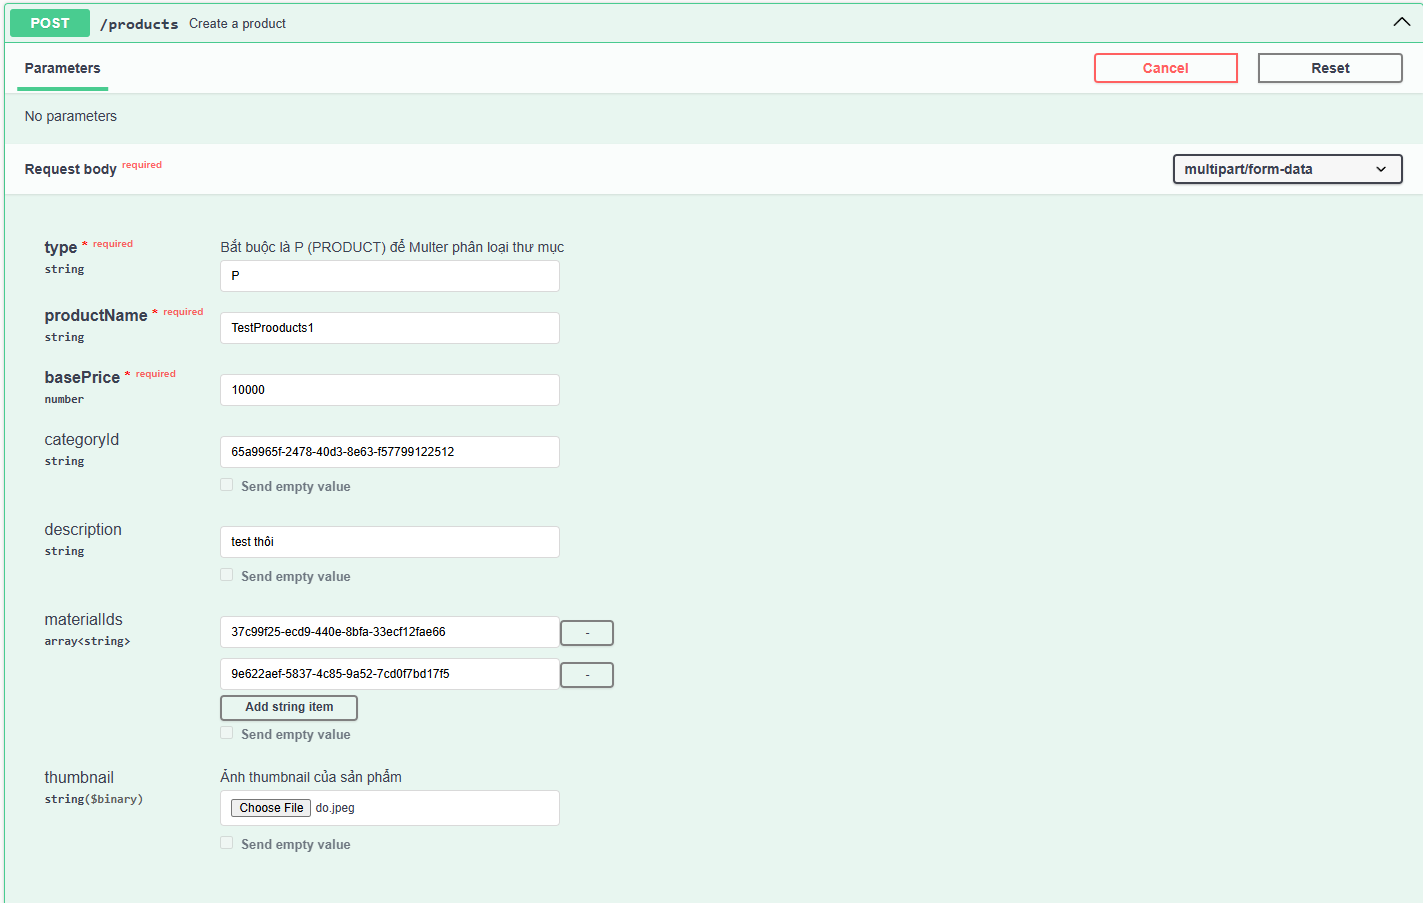 POST /products Create a product
Parameters
Cancel
Reset
No parameters
Request body required
multipart/form-data
type * required
string
Bắt buộc là P (PRODUCT) để Multer phân loại thư mục
P
productName * required
string
TestProoducts1
basePrice * required
number
10000
categoryId
string
65a9965f-2478-40d3-8e63-f57799122512
Send empty value
description
string
test thôi
Send empty value
materialIds
array<string>
37c99f25-ecd9-440e-8bfa-33ecf12fae66
-
9e622aef-5837-4c85-9a52-7cd0f7bd17f5
-
Add string item
Send empty value
thumbnail
string($binary)
Ảnh thumbnail của sản phẩm
Choose File do.jpeg
Send empty value